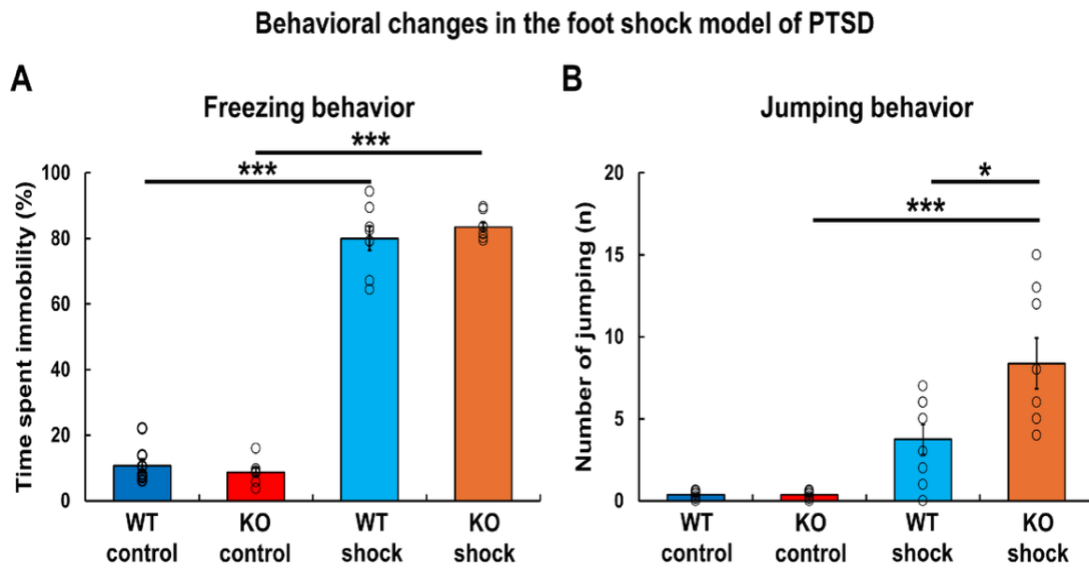 Behavioral changes in the foot shock model of PTSD
A
Freezing behavior
***
***
Time spent immobility (%)
100
80
60
40
20
0
WT
control
KO
control
WT
shock
KO
shock
B
Jumping behavior
*
***
Number of jumping (n)
20
15
10
5
0
WT
control
KO
control
WT
shock
KO
shock